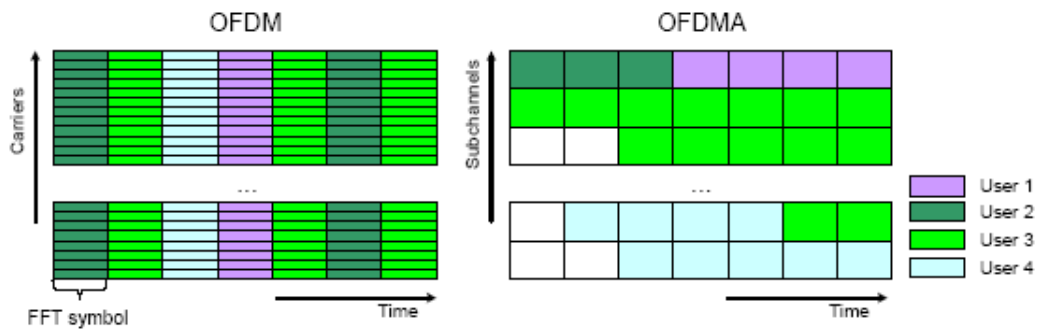 OFDM
OFDMA
Carriers
Subchannels
...
...
User 1
User 2
User 3
User 4
Time
Time
FFT symbol